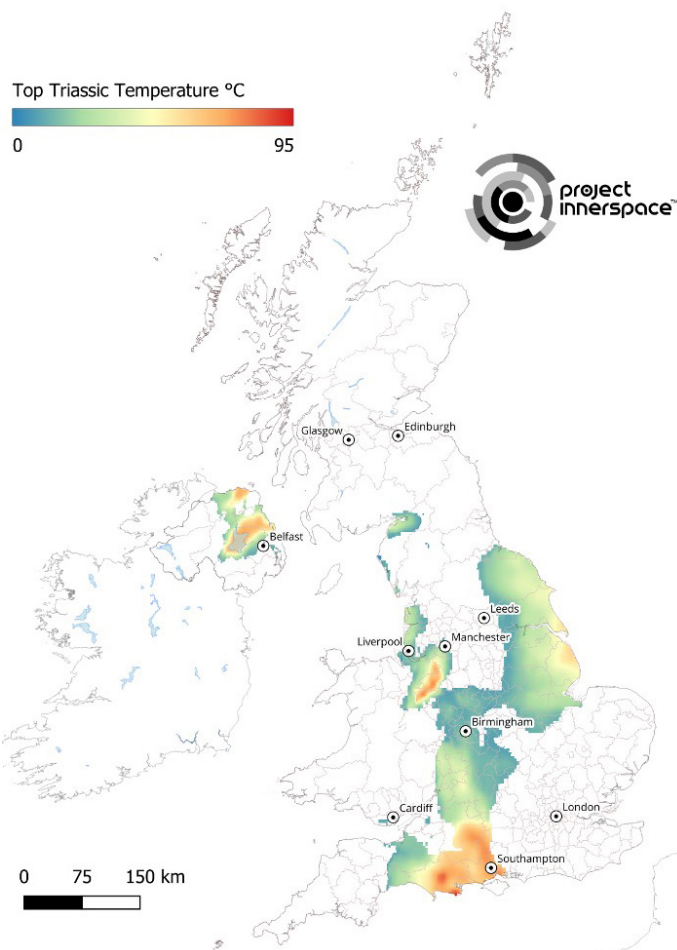 Top Triassic Temperature °C
0 95
project
innerspace™
Glasgow
Edinburgh
Belfast
Leeds
Liverpool
Manchester
Birmingham
Cardiff
London
Southampton
0 75 150 km